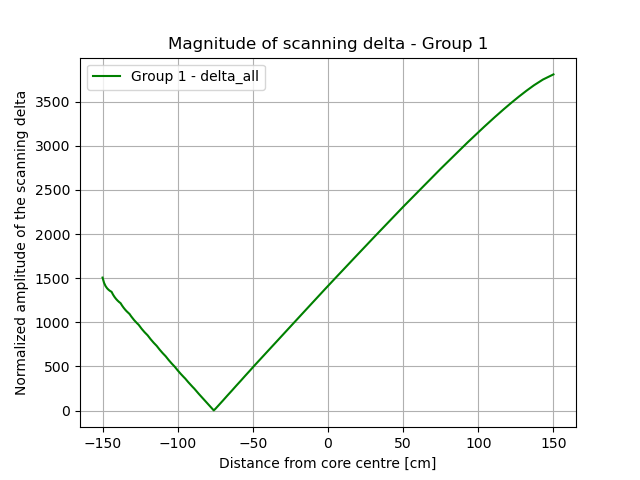 Magnitude of scanning delta - Group 1
Group 1 - delta_all
Normalized amplitude of the scanning delta
3500
3000
2500
2000
1500
1000
500
0
−150 −100 −50 0 50 100 150
Distance from core centre [cm]